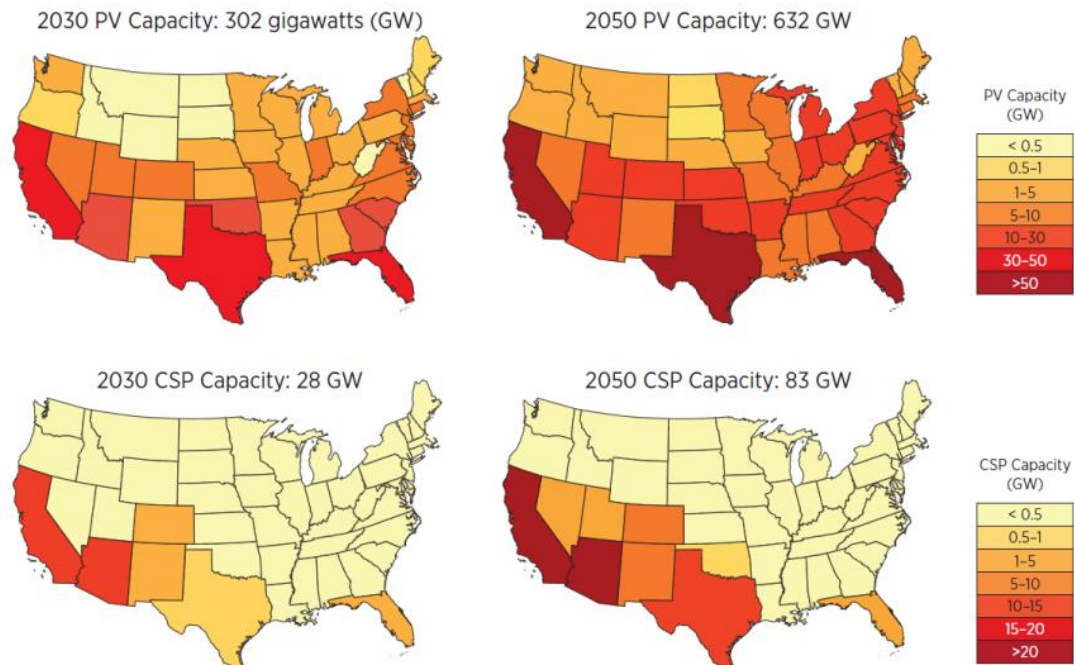 2030 PV Capacity: 302 gigawatts (GW)
2050 PV Capacity: 632 GW
PV Capacity
(GW)
< 0.5
0.5–1
1–5
5–10
10–30
30–50
>50
2030 CSP Capacity: 28 GW
2050 CSP Capacity: 83 GW
CSP Capacity
(GW)
< 0.5
0.5–1
1–5
5–10
10–15
15–20
>20